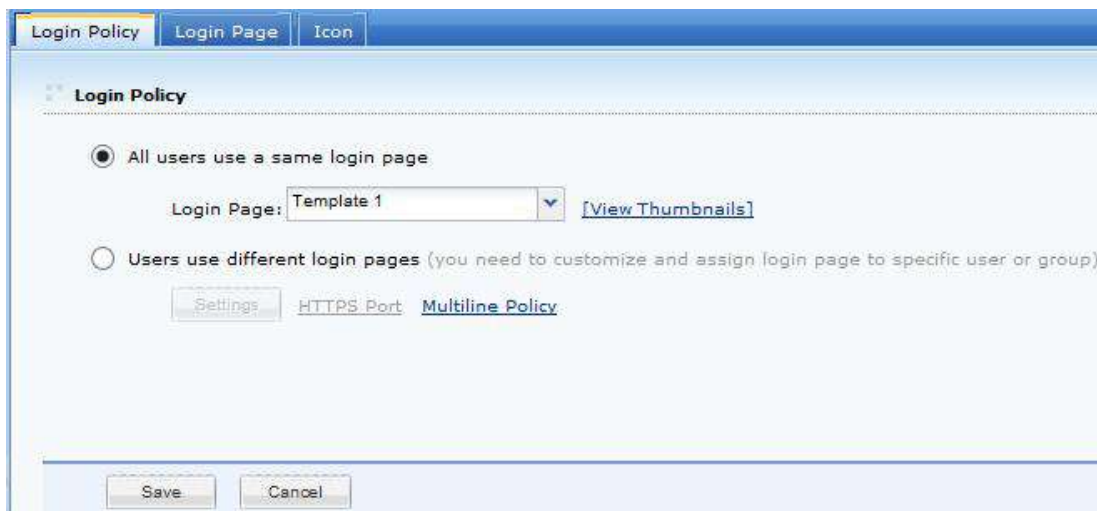 Login Policy Login Page Icon
Login Policy
All users use a same login page
Login Page: Template 1 [View Thumbnails]
Users use different login pages (you need to customize and assign login page to specific user or group)
Settings HTTPS Port Multiline Policy
Save Cancel